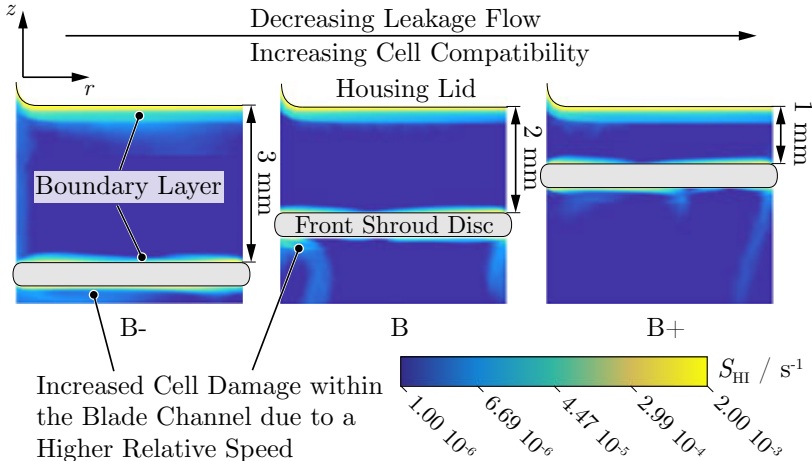 z
Decreasing Leakage Flow
Increasing Cell Compatibility
r
Housing Lid
3 mm
2 mm
1 mm
Boundary Layer
Front Shroud Disc
B-
B
B+
Increased Cell Damage within
the Blade Channel due to a
Higher Relative Speed
S_HI / s⁻¹
1.00 10⁻⁶
6.69 10⁻⁶
4.47 10⁻⁵
2.99 10⁻⁴
2.00 10⁻³